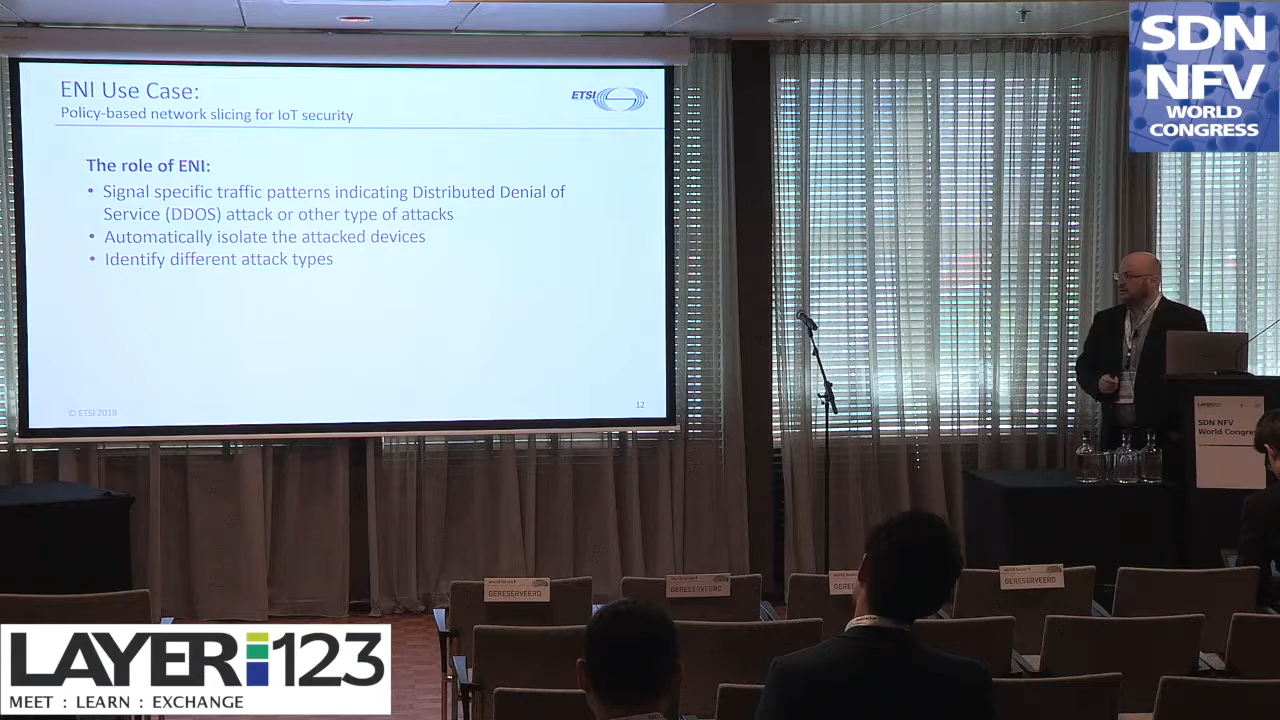 ENI Use Case:
ETSI
Policy-based network slicing for IoT security
The role of ENI:
• Signal specific traffic patterns indicating Distributed Denial of
Service (DDOS) attack or other type of attacks
• Automatically isolate the attacked devices
• Identify different attack types
© ETSI 2018
12
SDN
NFV
WORLD
CONGRESS
LAYER123
SDN NFV
World Congre
GERESERVEERD
GERESERVEERD
GERE
GERESERVEERD
LAYER123
MEET : LEARN : EXCHANGE